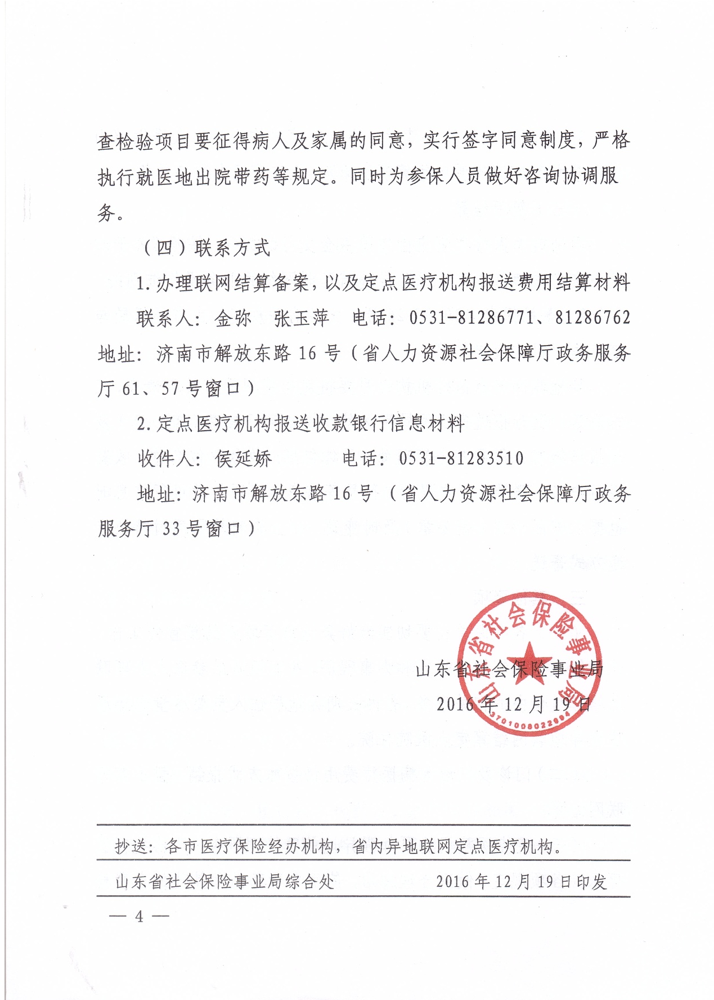 查检验项目要征得病人及家属的同意，实行签字同意制度，严格
执行就医地出院带药等规定。同时为参保人员做好咨询协调服
务。
（四）联系方式
1.办理联网结算备案，以及定点医疗机构报送费用结算材料
联系人：金弥 张玉萍 电话：0531-81286771、81286762
地址：济南市解放东路 16 号（省人力资源社会保障厅政务服务
厅 61、57 号窗口）
2.定点医疗机构报送收款银行信息材料
收件人：侯延娇 电话：0531-81283510
地址：济南市解放东路 16 号 （省人力资源社会保障厅政务
服务厅 33 号窗口）
山东省社会保险事业局
山东省社会保险事业局
2016 年 12 月 19 日
抄送：各市医疗保险经办机构，省内异地联网定点医疗机构。
山东省社会保险事业局综合处 2016 年 12 月 19 日印发
— 4 —